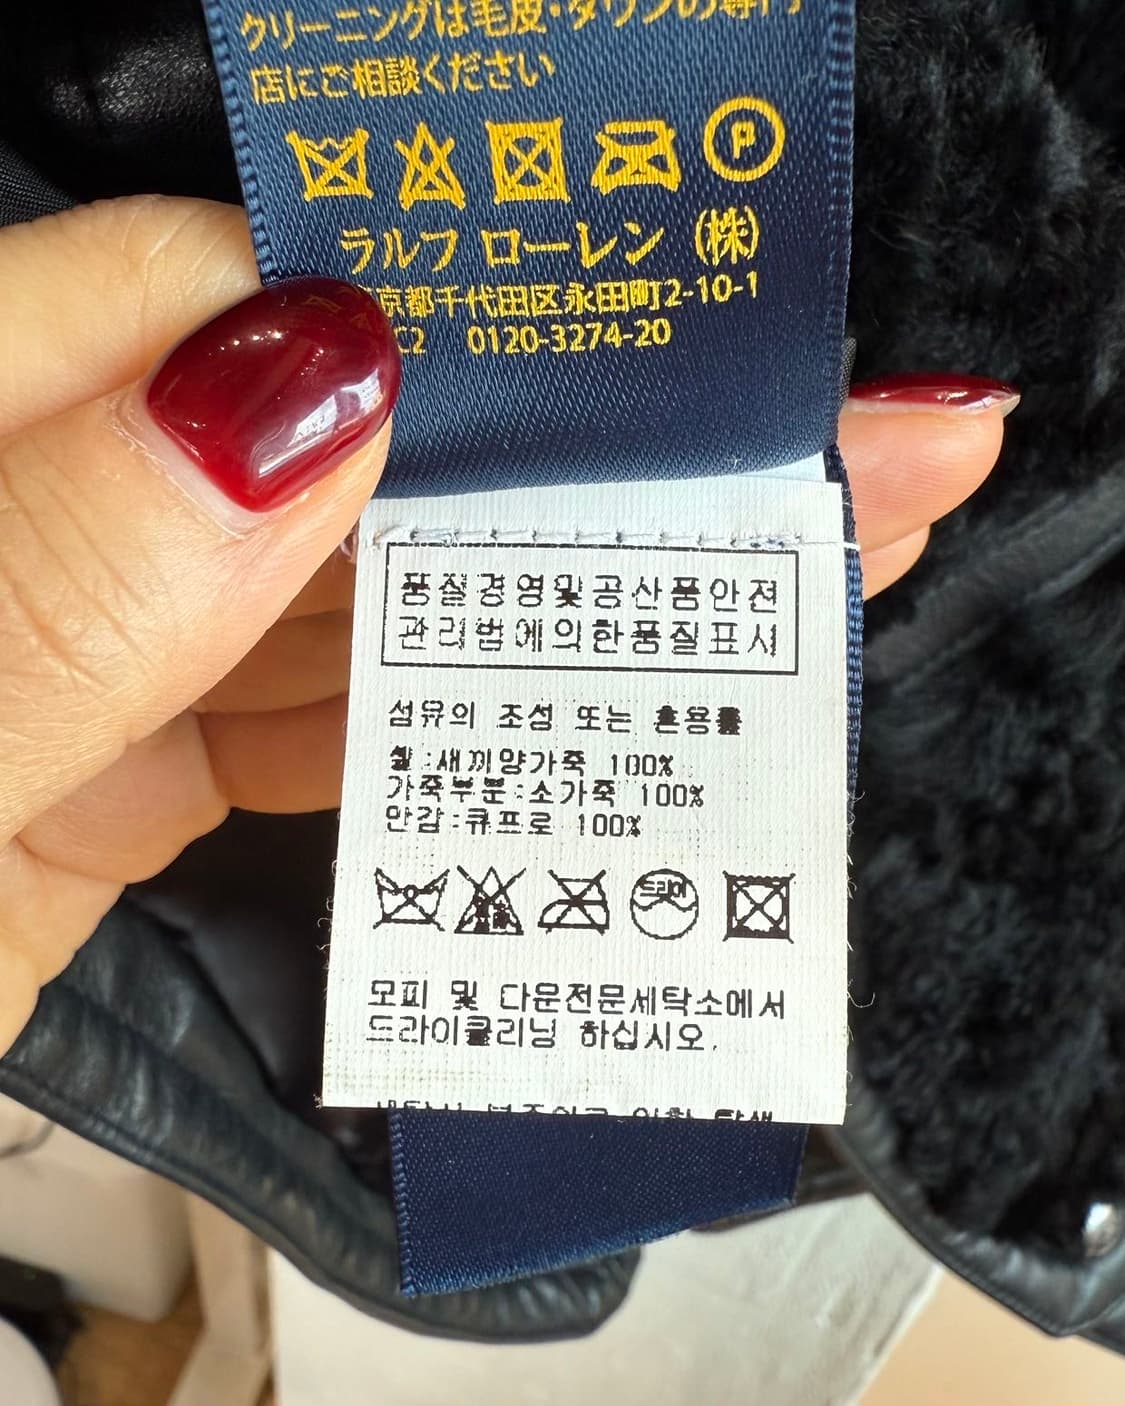 クリーニングは毛皮・ダウンの専門
店にご相談ください
P
ラルフ ローレン (株)
京都千代田区永田町2-10-1
C2 0120-3274-20
품질경영및공산품안전
관리법에의한품질표시
섬유의 조성 또는 혼용률
쉘:새끼양가죽 100%
가죽부분:소가죽 100%
안감:큐프로 100%
드라이
모피 및 다운전문세탁소에서
드라이클리닝 하십시오.